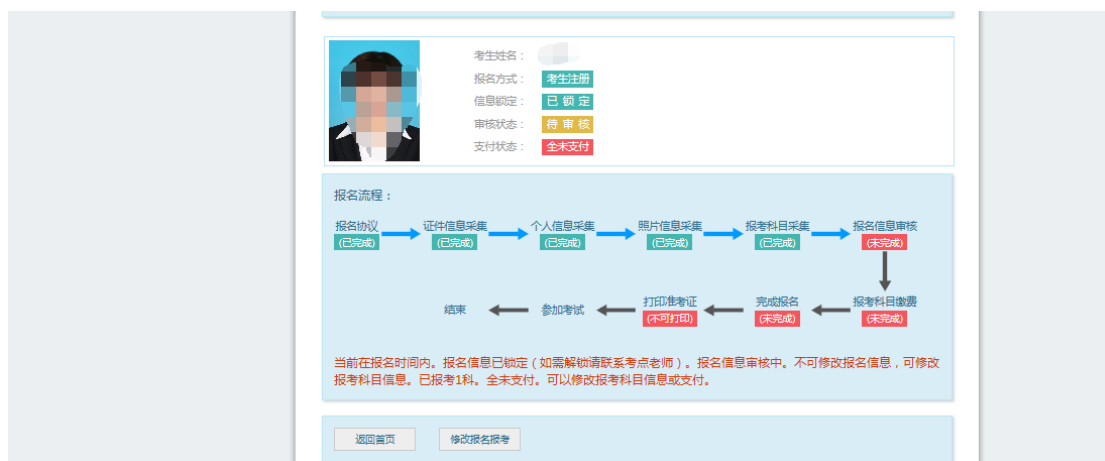 考生姓名：
报名方式： 考生注册
信息锁定： 已 锁 定
审核状态： 待 审 核
支付状态： 全未支付
报名流程：
报名协议 证件信息采集 个人信息采集 照片信息采集 报考科目采集 报名信息审核
(已完成) (已完成) (已完成) (已完成) (已完成) (未完成)
结束 参加考试 打印准考证 完成报名 报考科目缴费
(不可打印) (未完成) (未完成)
当前在报名时间内。报名信息已锁定（如需解锁请联系考点老师）。报名信息审核中。不可修改报名信息，可修改
报考科目信息。已报考1科。全未支付。可以修改报考科目信息或支付。
返回首页 修改报名报考